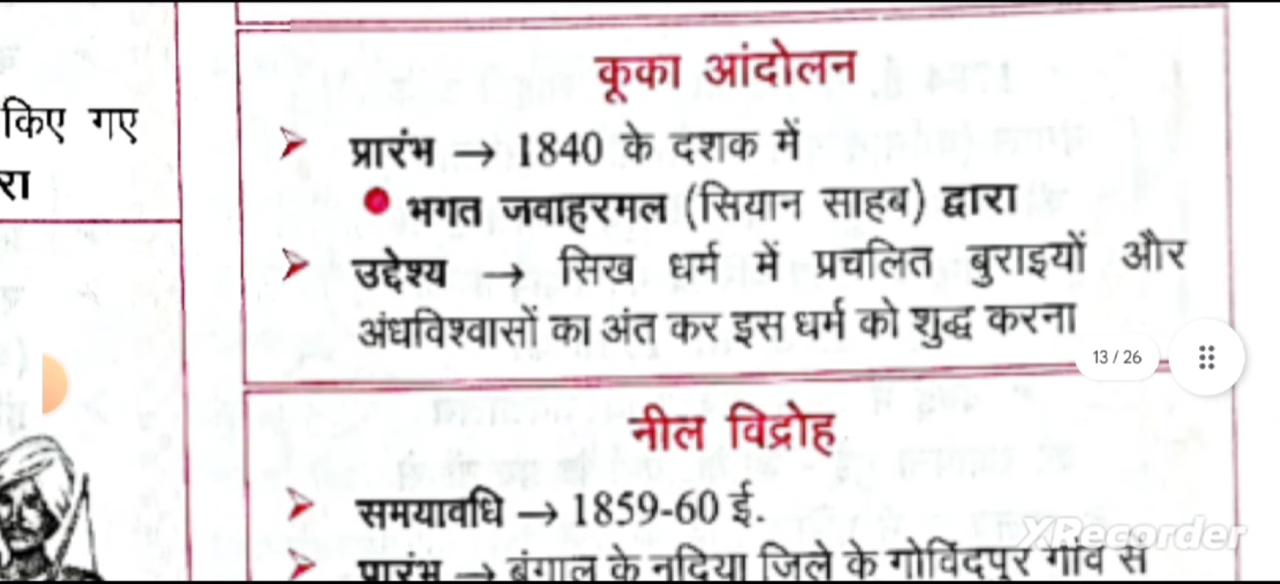 किए गए
रा
कूका आंदोलन
➢ प्रारंभ → 1840 के दशक में
● भगत जवाहरमल (सियान साहब) द्वारा
➢ उद्देश्य → सिख धर्म में प्रचलित बुराइयों और
अंधविश्वासों का अंत कर इस धर्म को शुद्ध करना
13 / 26
नील विद्रोह
➢ समयावधि → 1859-60 ई.
➢ प्रारंभ → बंगाल के नदिया जिले के गोविंदपुर गांव से
XRecorder